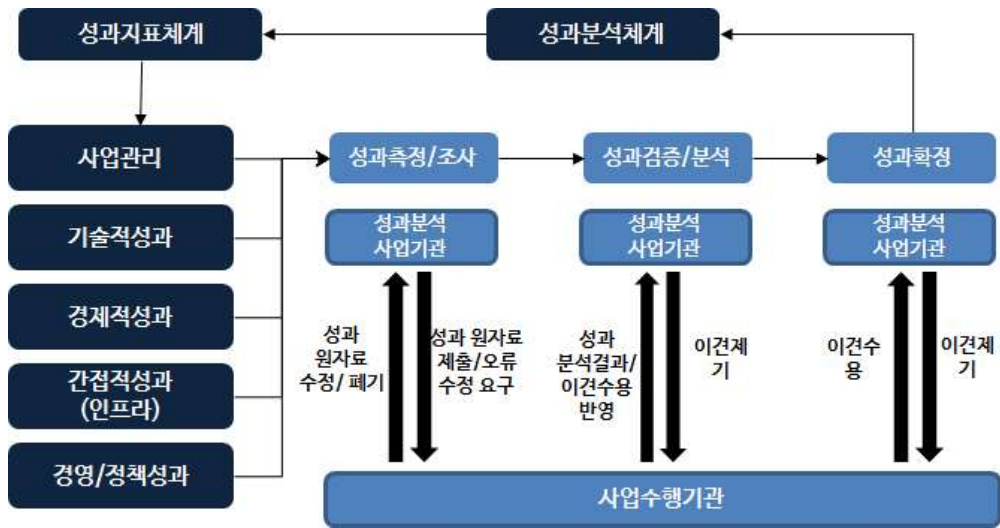 성과지표체계
성과분석체계
사업관리
성과측정/조사
성과검증/분석
성과확정
기술적성과
성과분석
사업기관
성과분석
사업기관
성과분석
사업기관
경제적성과
간접적성과
(인프라)
경영/정책성과
성과
원자료
수정/ 폐기
성과 원자료
제출/오류
수정 요구
성과
분석결과/
이견수용
반영
이견제
기
이견수
용
이견제
기
사업수행기관